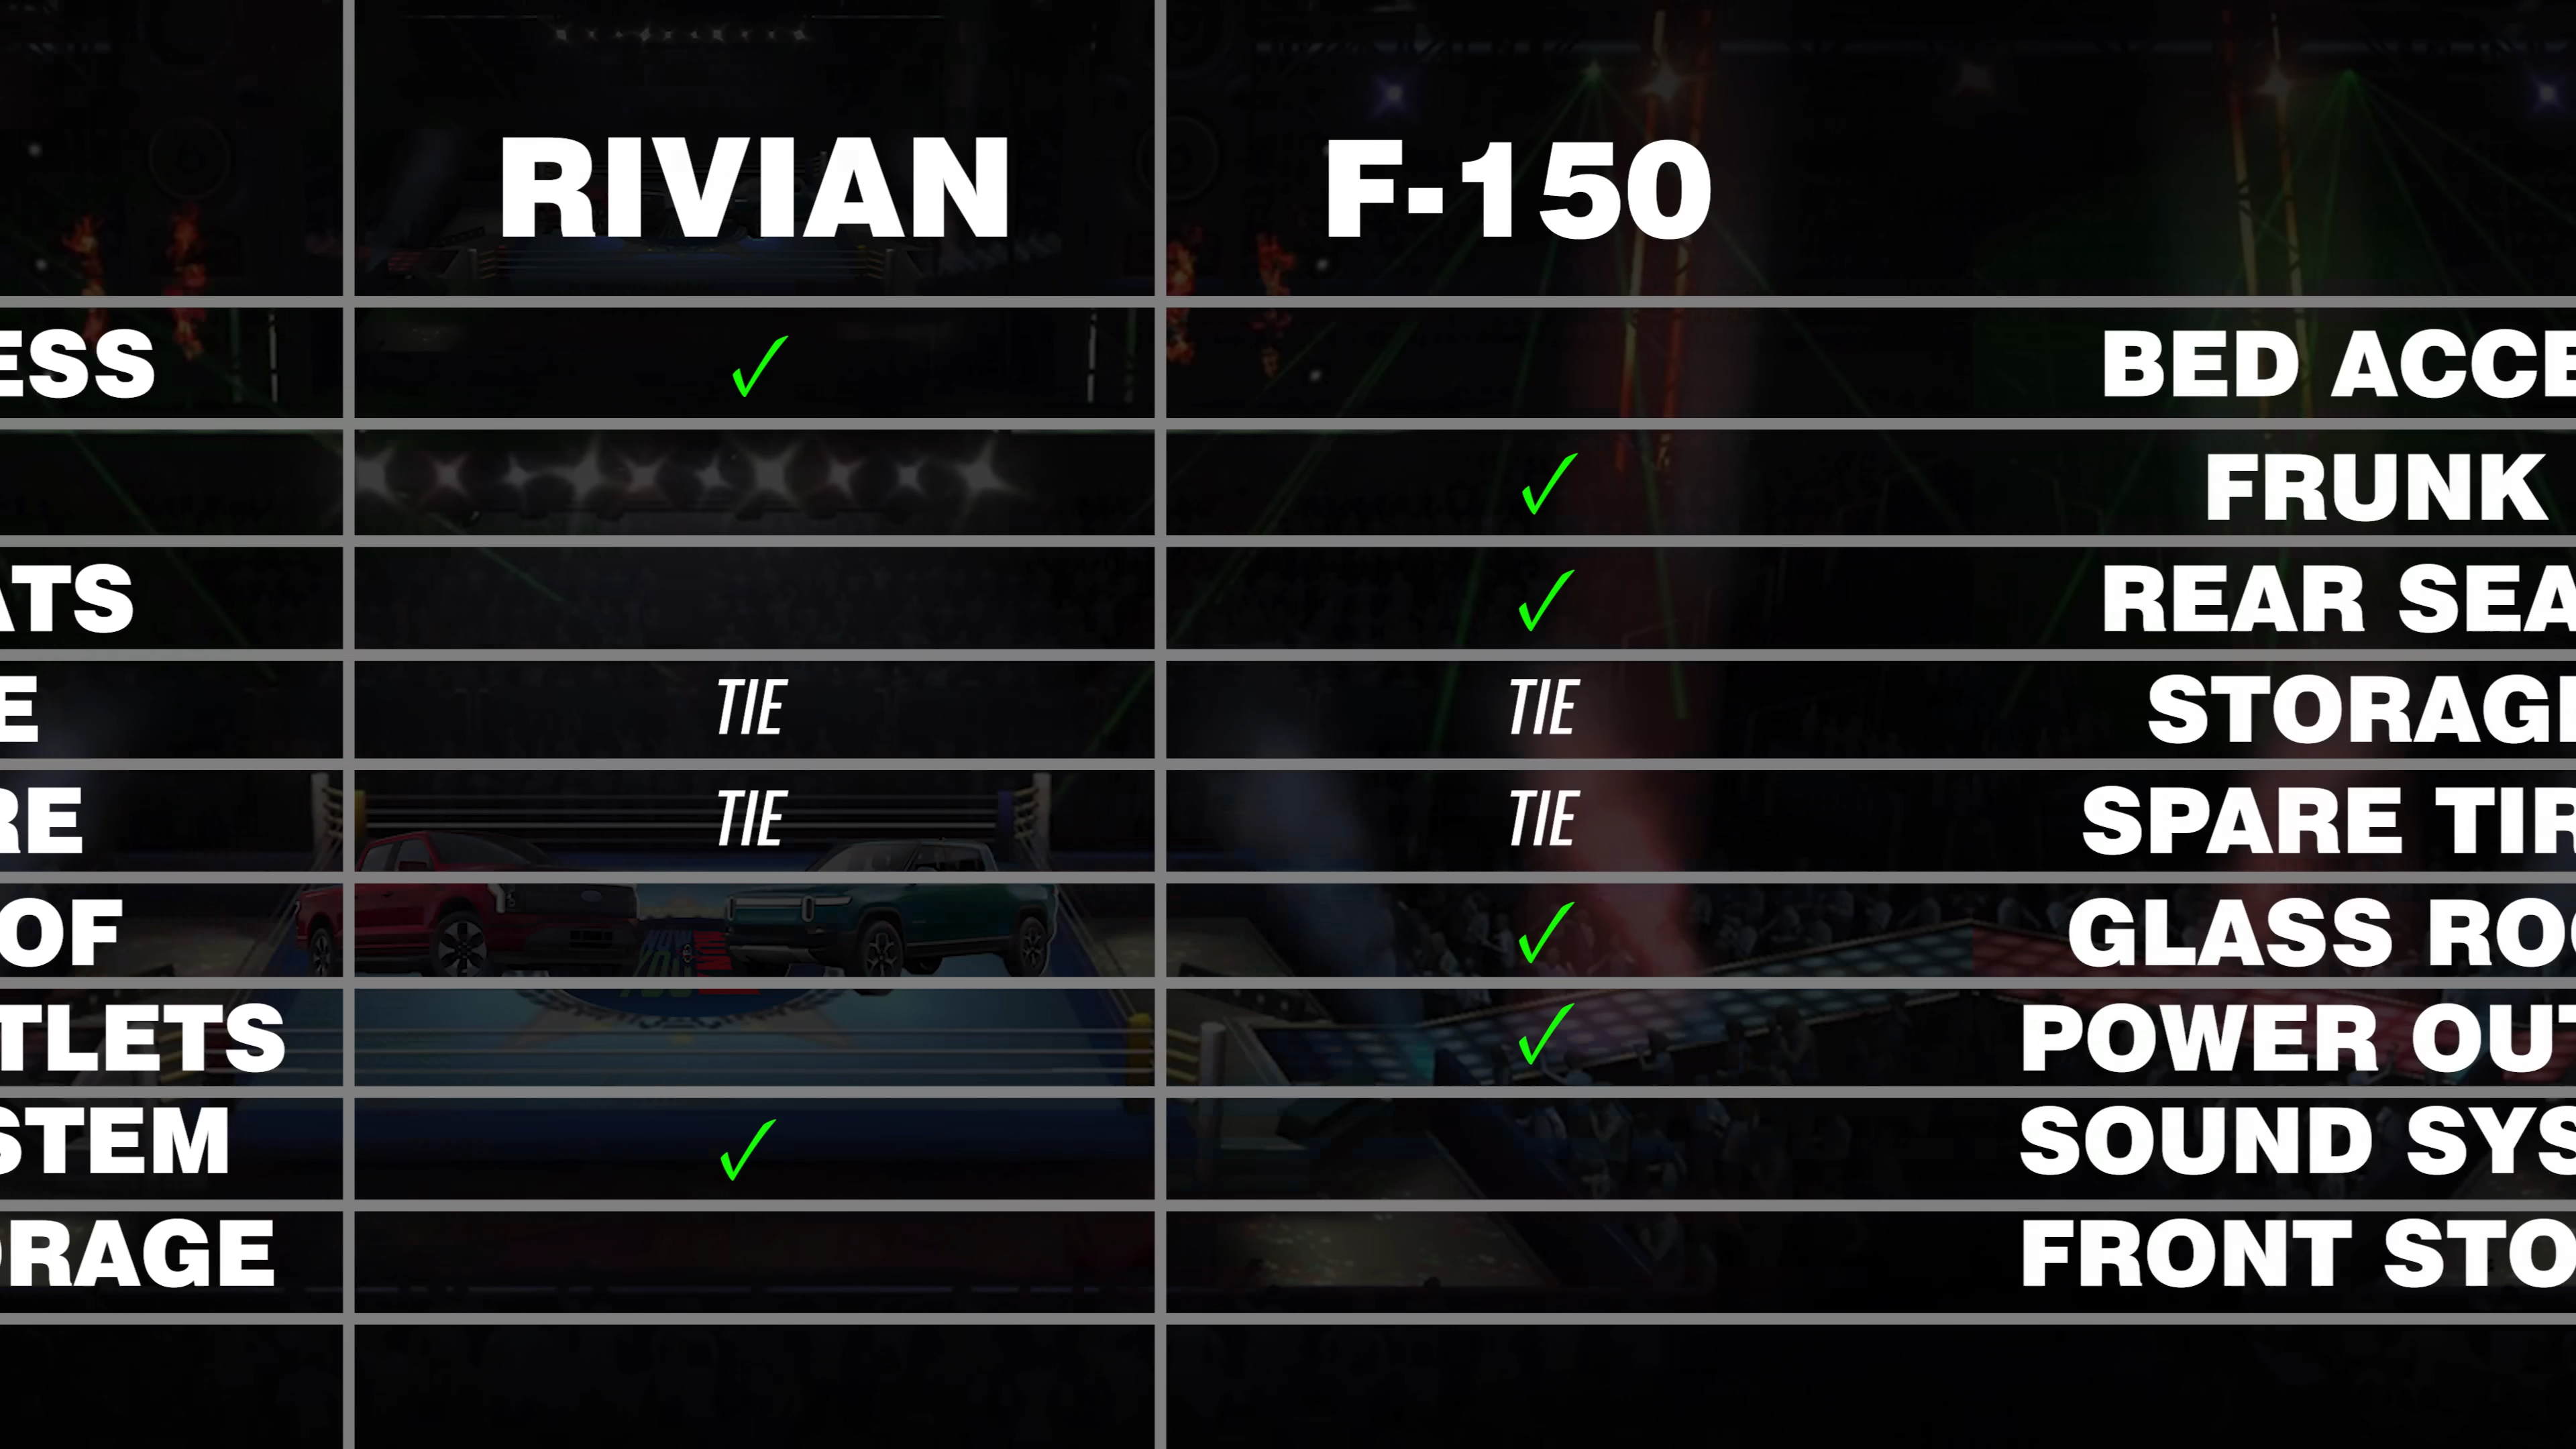 RIVIAN F-150
ESS ✓ BED ACCE
✓ FRUNK
ATS ✓ REAR SEA
E TIE TIE STORAG
RE TIE TIE SPARE TIR
OF ✓ GLASS ROO
TLETS ✓ POWER OUT
STEM ✓ SOUND SYS
ORAGE FRONT STO